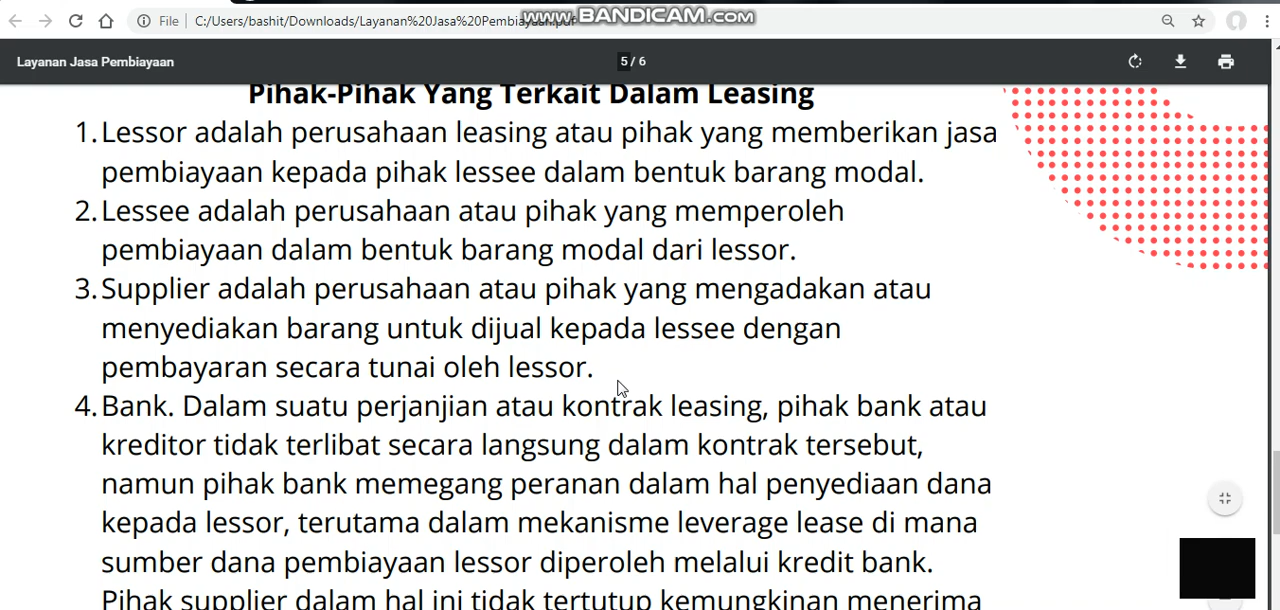 www.BANDICAM.com
File
C:/Users/bashit/Downloads/Layanan%20Jasa%20Pembiayaan.pdf
Layanan Jasa Pembiayaan
5 / 6
Pihak-Pihak Yang Terkait Dalam Leasing
1. Lessor adalah perusahaan leasing atau pihak yang memberikan jasa
pembiayaan kepada pihak lessee dalam bentuk barang modal.
2. Lessee adalah perusahaan atau pihak yang memperoleh
pembiayaan dalam bentuk barang modal dari lessor.
3. Supplier adalah perusahaan atau pihak yang mengadakan atau
menyediakan barang untuk dijual kepada lessee dengan
pembayaran secara tunai oleh lessor.
4. Bank. Dalam suatu perjanjian atau kontrak leasing, pihak bank atau
kreditor tidak terlibat secara langsung dalam kontrak tersebut,
namun pihak bank memegang peranan dalam hal penyediaan dana
kepada lessor, terutama dalam mekanisme leverage lease di mana
sumber dana pembiayaan lessor diperoleh melalui kredit bank.
Pihak supplier dalam hal ini tidak tertutup kemungkinan menerima